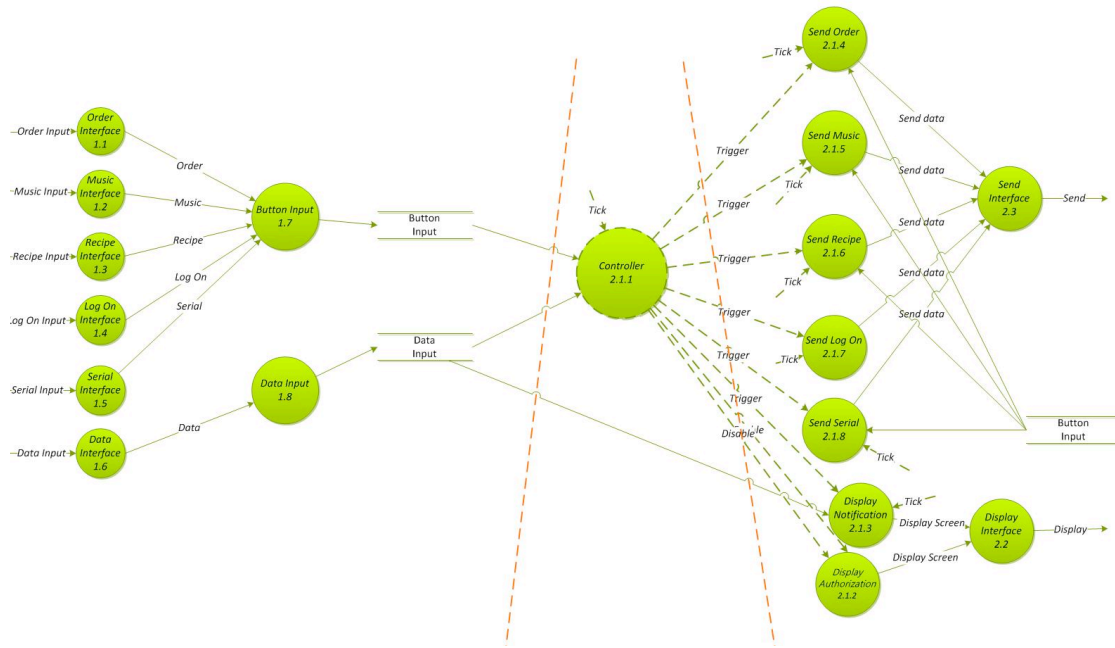 Order Input
Order
Interface
1.1
Music Input
Music
Interface
1.2
Recipe Input
Recipe
Interface
1.3
Log On Input
Log On
Interface
1.4
Serial Input
Serial
Interface
1.5
Data Input
Data
Interface
1.6
Order
Music
Recipe
Log On
Serial
Data
Button Input
1.7
Data Input
1.8
Button
Input
Data
Input
Tick
Controller
2.1.1
Trigger
Trigger
Trigger
Trigger
Trigger
Trigger
Disable
Tick
Send Order
2.1.4
Send Music
2.1.5
Tick
Send Recipe
2.1.6
Tick
Send Log On
2.1.7
Tick
Send Serial
2.1.8
Tick
Display
Notification
2.1.3
Tick
Display
Authorization
2.1.2
Send data
Send data
Send data
Send data
Send data
Send
Interface
2.3
Send
Button
Input
Display Screen
Display Screen
Display
Interface
2.2
Display